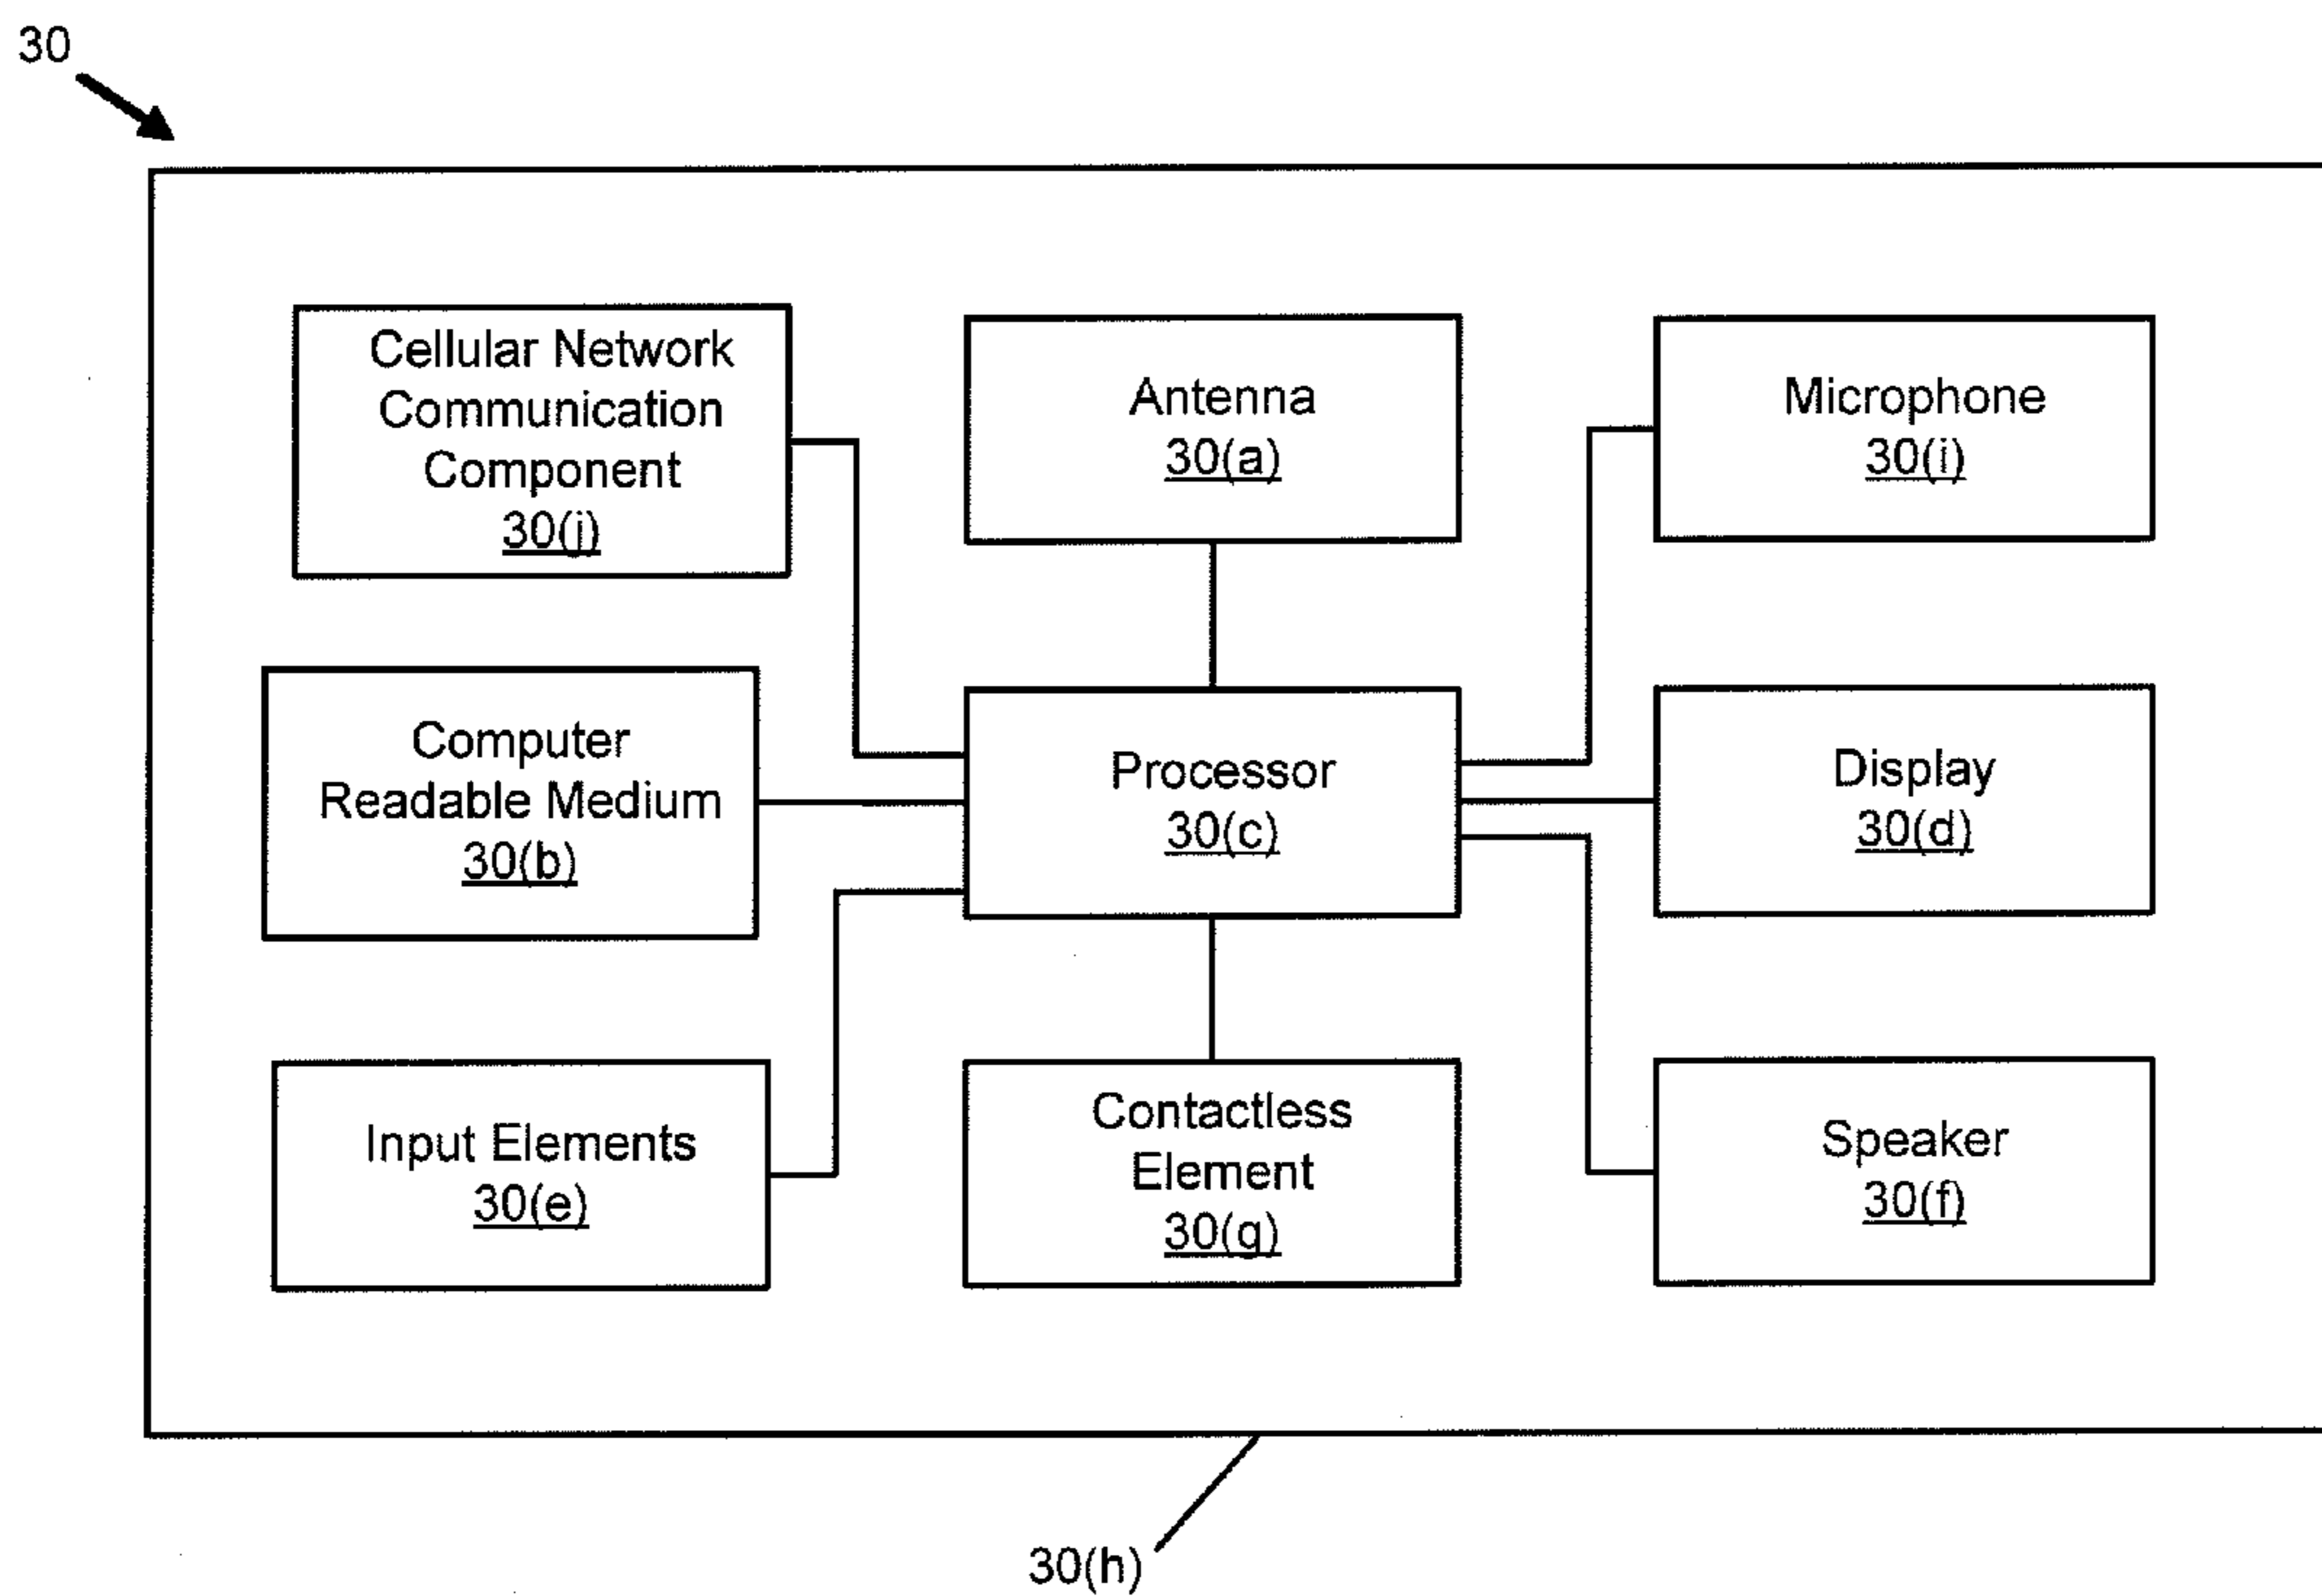 30
Cellular Network
Communication
Component
30(j)
Antenna
30(a)
Microphone
30(i)
Computer
Readable Medium
30(b)
Processor
30(c)
Display
30(d)
Input Elements
30(e)
Contactless
Element
30(g)
Speaker
30(f)
30(h)